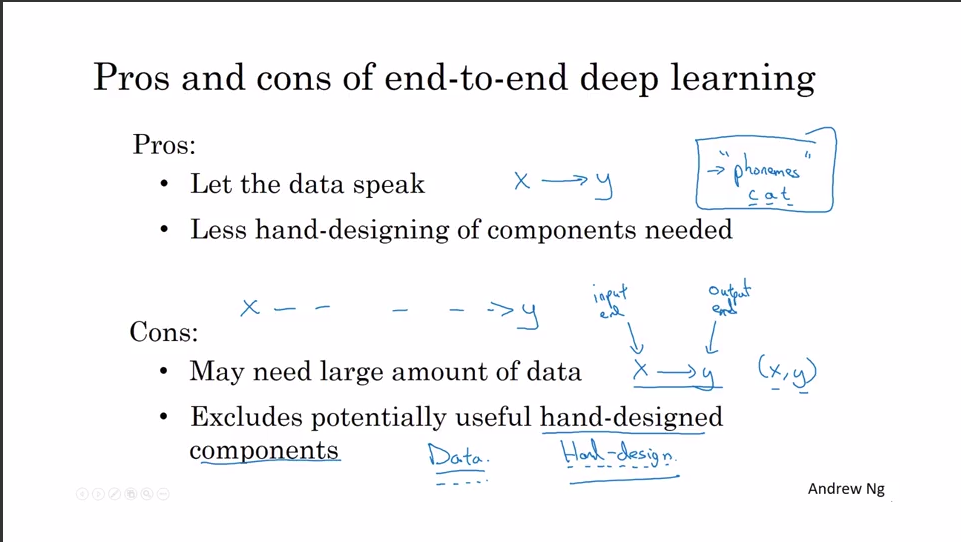 Pros and cons of end-to-end deep learning
Pros:
• Let the data speak
x → y
→ "phonemes"
c a t
• Less hand-designing of components needed
x - - - - -> y
input end
output end
Cons:
• May need large amount of data
x → y
(x, y)
• Excludes potentially useful hand-designed
components
Data.
Hand-design.
Andrew Ng